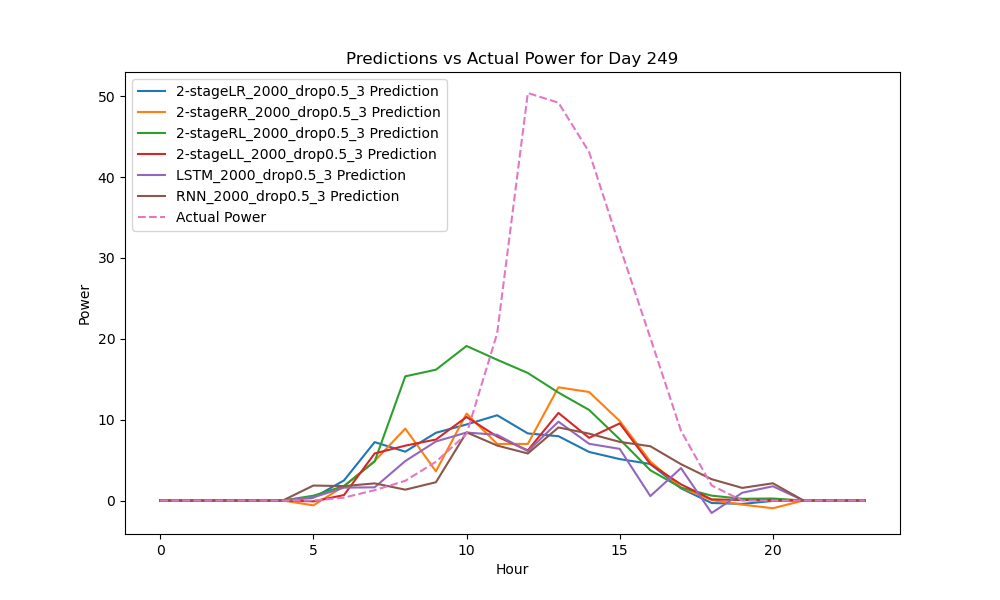 Predictions vs Actual Power for Day 249
2-stageLR_2000_drop0.5_3 Prediction
2-stageRR_2000_drop0.5_3 Prediction
2-stageRL_2000_drop0.5_3 Prediction
2-stageLL_2000_drop0.5_3 Prediction
LSTM_2000_drop0.5_3 Prediction
RNN_2000_drop0.5_3 Prediction
Actual Power
50
40
30
20
10
0
Power
0 5 10 15 20
Hour